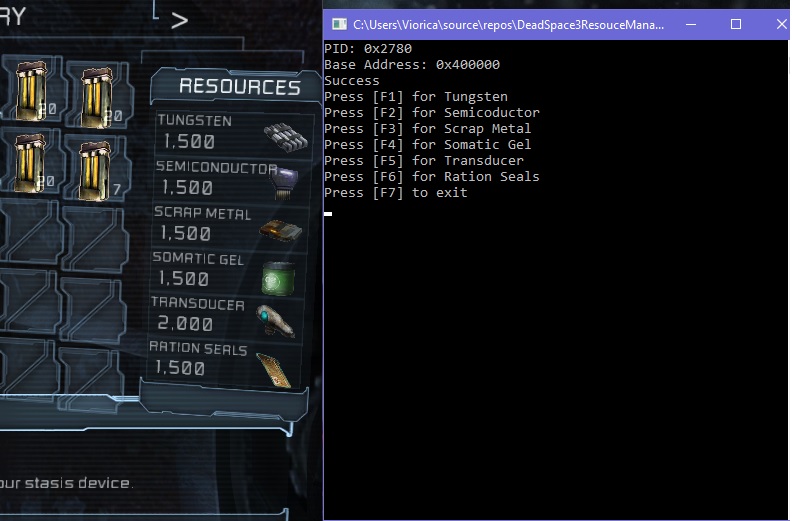 RY
>
RESOURCES
20
20
20
7
TUNGSTEN
1,500
SEMICONDUCTOR
1,500
SCRAP METAL
1,500
SOMATIC GEL
1,500
TRANSDUCER
2,000
RATION SEALS
1,500
our stasis device.
C:\Users\Viorica\source\repos\DeadSpace3ResouceMana...
PID: 0x2780
Base Address: 0x400000
Success
Press [F1] for Tungsten
Press [F2] for Semicoductor
Press [F3] for Scrap Metal
Press [F4] for Somatic Gel
Press [F5] for Transducer
Press [F6] for Ration Seals
Press [F7] to exit